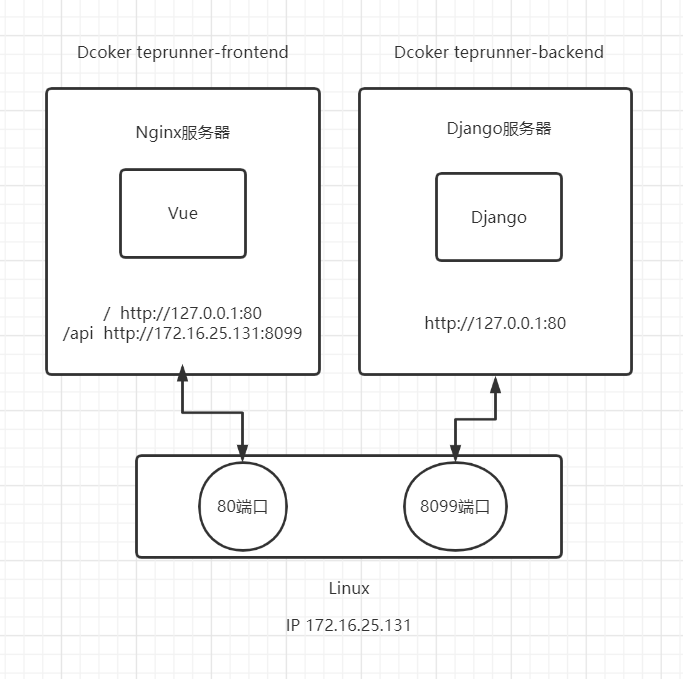 Dcoker teprunner-frontend
Dcoker teprunner-backend
Nginx服务器
Vue
/ http://127.0.0.1:80
/api http://172.16.25.131:8099
Django服务器
Django
http://127.0.0.1:80
80端口
8099端口
Linux
IP 172.16.25.131